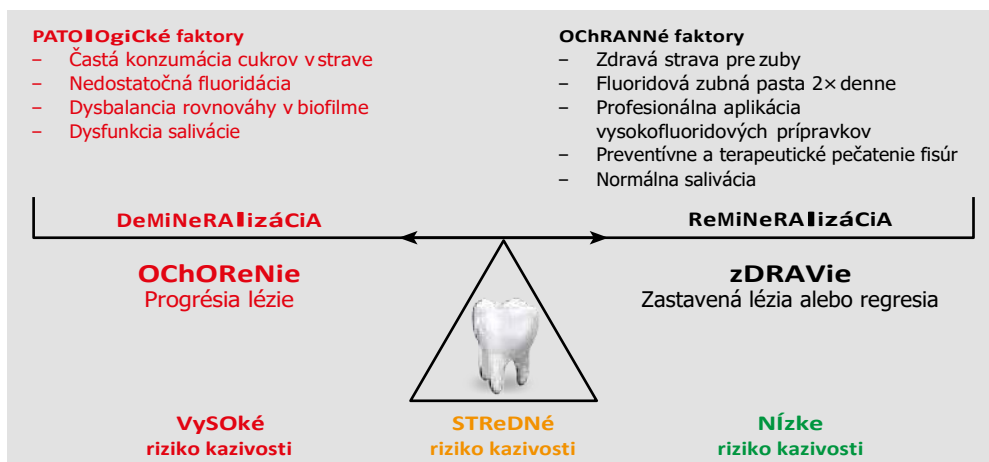 PATOlOgiCké faktory
– Častá konzumácia cukrov v strave
– Nedostatočná fluoridácia
– Dysbalancia rovnováhy v biofilme
– Dysfunkcia salivácie
OChRANNé faktory
– Zdravá strava pre zuby
– Fluoridová zubná pasta 2× denne
– Profesionálna aplikácia
vysokofluoridových prípravkov
– Preventívne a terapeutické pečatenie fisúr
– Normálna salivácia
DeMiNeRAlizáCiA
ReMiNeRAlizáCiA
OChOReNie
Progrésia lézie
zDRAVie
Zastavená lézia alebo regresia
VySOké
riziko kazivosti
STReDNé
riziko kazivosti
NÍzke
riziko kazivosti